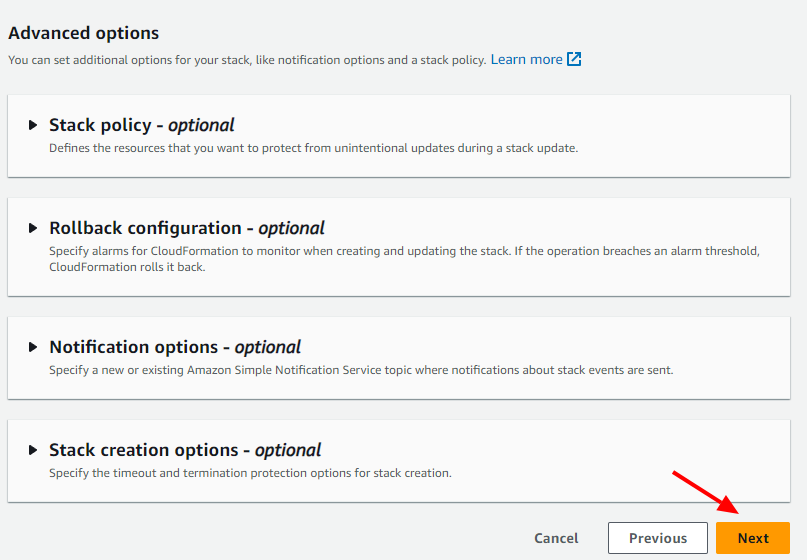 Advanced options
You can set additional options for your stack, like notification options and a stack policy. Learn more
Stack policy - optional
Defines the resources that you want to protect from unintentional updates during a stack update.
Rollback configuration - optional
Specify alarms for CloudFormation to monitor when creating and updating the stack. If the operation breaches an alarm threshold,
CloudFormation rolls it back.
Notification options - optional
Specify a new or existing Amazon Simple Notification Service topic where notifications about stack events are sent.
Stack creation options - optional
Specify the timeout and termination protection options for stack creation.
Cancel Previous Next